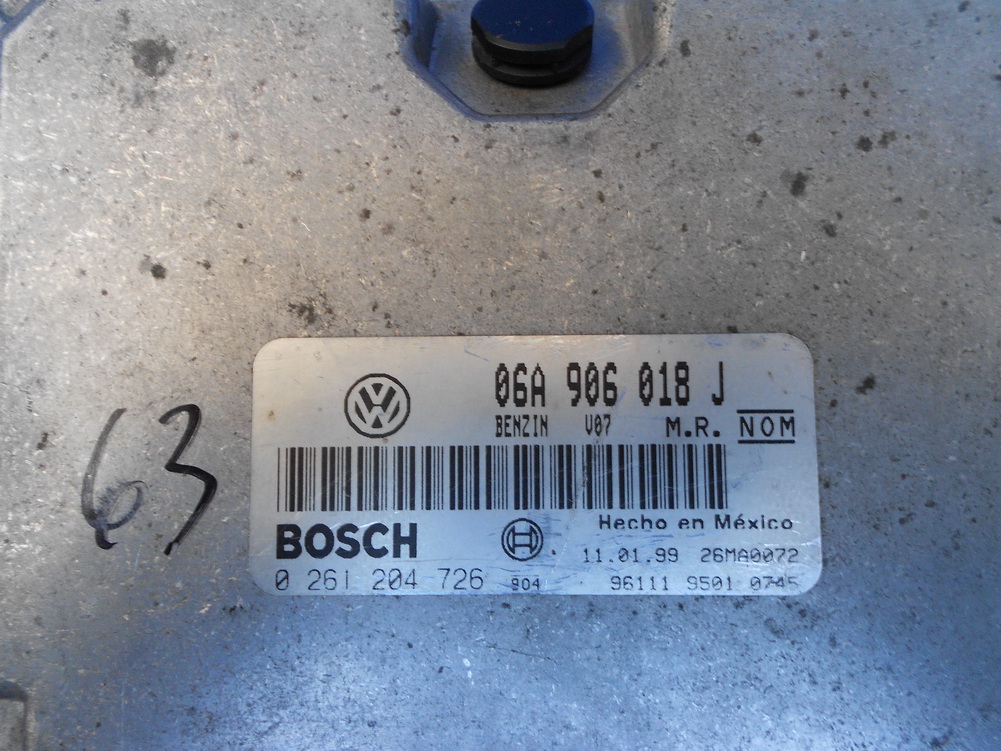 06A 906 018 J
BENZIN V07 M.R. NOM
63
BOSCH
Hecho en México
11.01.99 26MA0072
0 261 204 726 904
96111 9501 0745